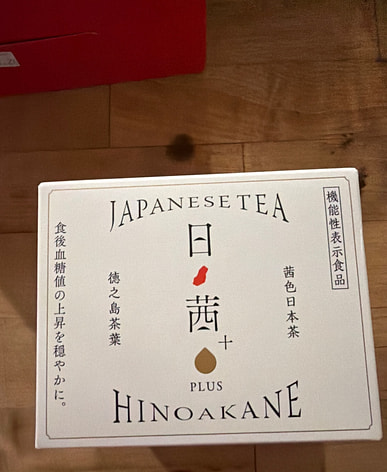 JAPANESE TEA
機能性表示食品
茜色日本茶
日茜+
徳之島茶葉
食後血糖値の上昇を穏やかに。
PLUS
HINOAKANE